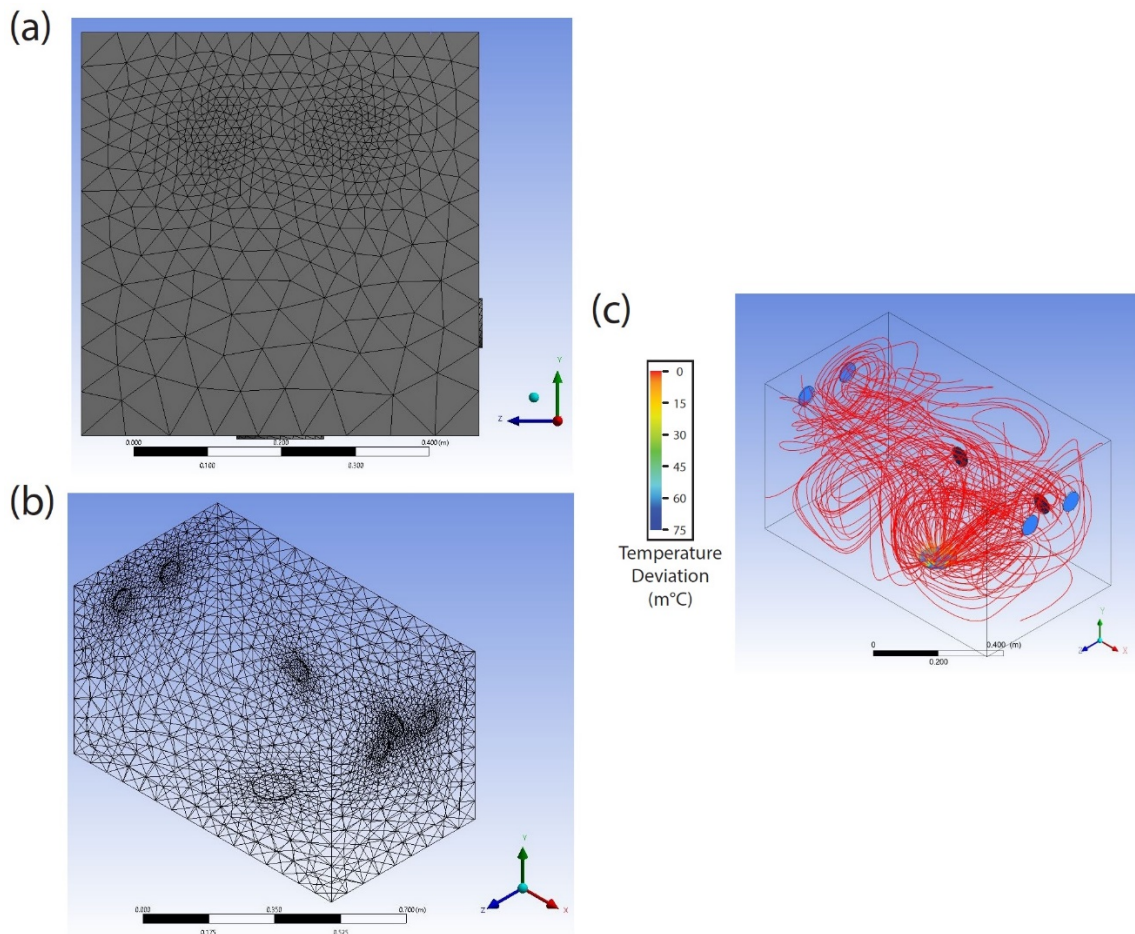 (a)
Y
Z
0.000
0.200
0.400 (m)
0.100
0.300
(b)
Y
Z
X
0.000
0.350
0.700 (m)
0.175
0.525
(c)
0
15
30
45
60
75
Temperature
Deviation
(m°C)
Y
Z
X
0
0.400 (m)
0.200